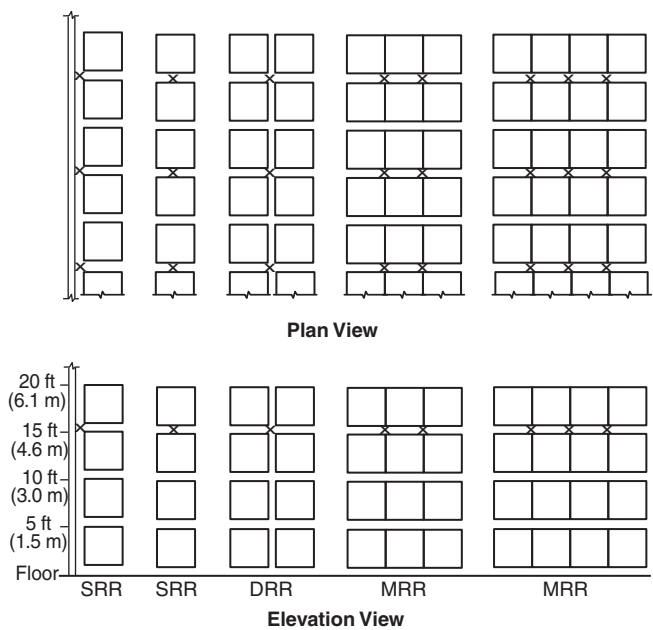 Plan View
20 ft
(6.1 m)
15 ft
(4.6 m)
10 ft
(3.0 m)
5 ft
(1.5 m)
Floor
SRR SRR DRR MRR MRR
Elevation View